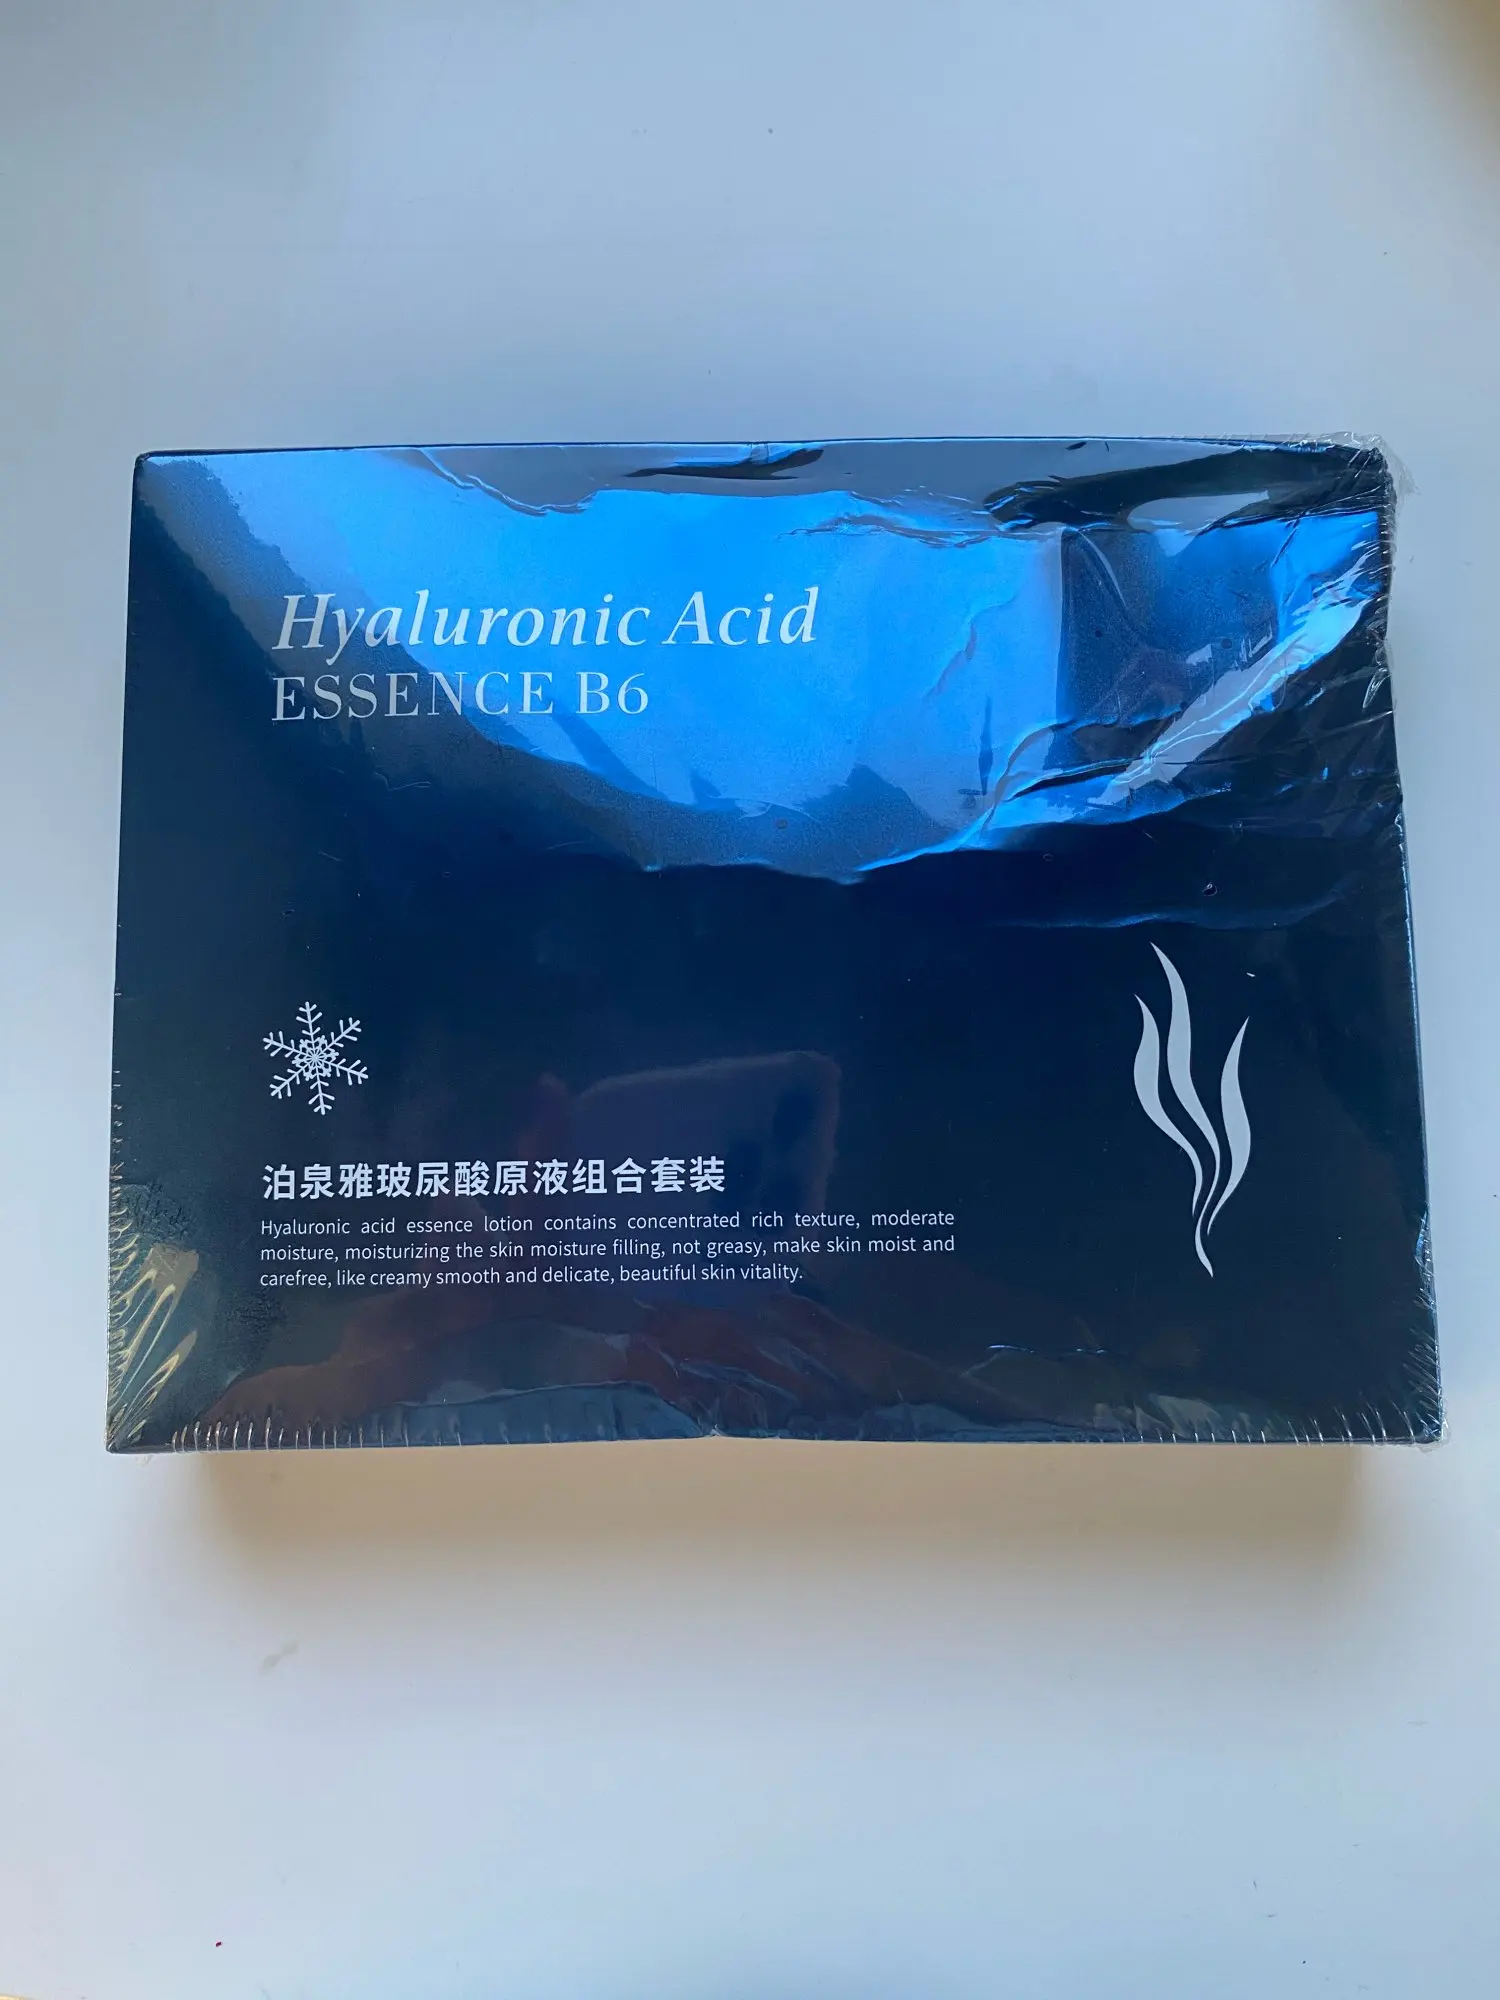 Hyaluronic Acid
ESSENCE B6
泊泉雅玻尿酸原液组合套装
Hyaluronic acid essence lotion contains concentrated rich texture, moderate
moisture, moisturizing the skin moisture filling, not greasy, make skin moist and
carefree, like creamy smooth and delicate, beautiful skin vitality.